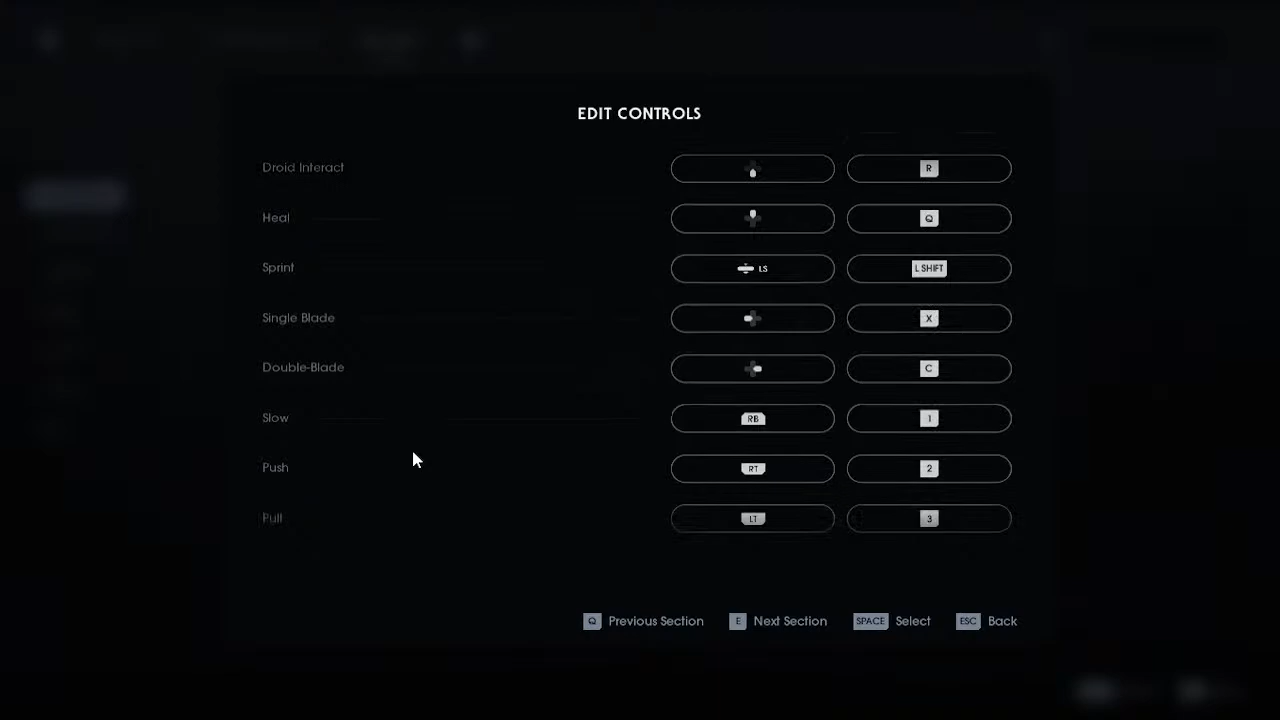 EDIT CONTROLS
Droid Interact R
Heal Q
Sprint LS L SHIFT
Single Blade X
Double-Blade C
Slow RB 1
Push RT 2
Pull LT 3
Q Previous Section E Next Section SPACE Select ESC Back